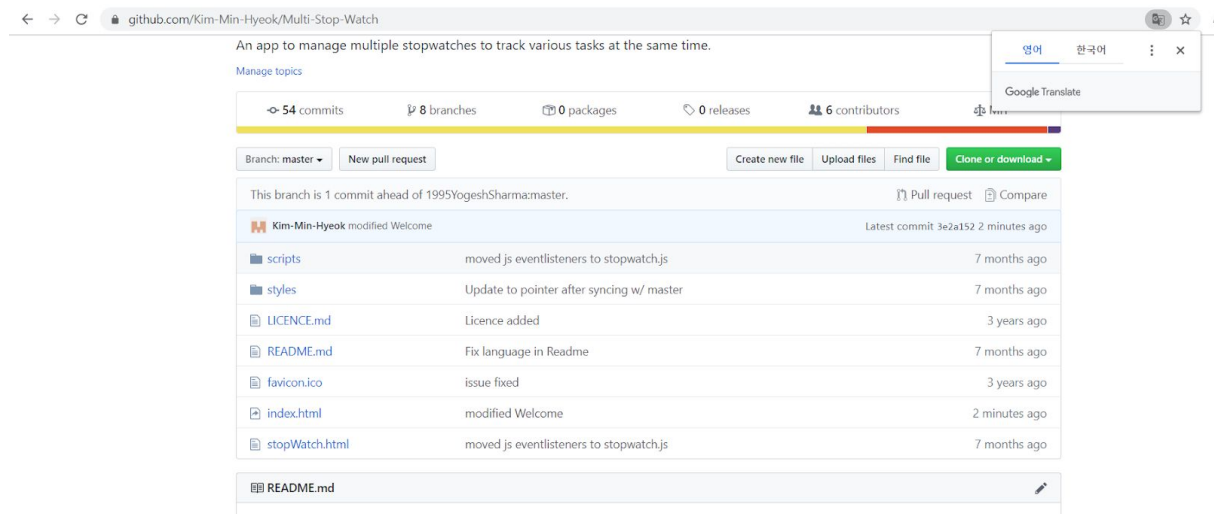 github.com/Kim-Min-Hyeok/Multi-Stop-Watch
영어 한국어
Google Translate
An app to manage multiple stopwatches to track various tasks at the same time.
Manage topics
54 commits 8 branches 0 packages 0 releases 6 contributors
Branch: master New pull request Create new file Upload files Find file Clone or download
This branch is 1 commit ahead of 1995YogeshSharma:master. Pull request Compare
Kim-Min-Hyeok modified Welcome Latest commit 3e2a152 2 minutes ago
scripts moved js eventlisteners to stopwatch.js 7 months ago
styles Update to pointer after syncing w/ master 7 months ago
LICENCE.md Licence added 3 years ago
README.md Fix language in Readme 7 months ago
favicon.ico issue fixed 3 years ago
index.html modified Welcome 2 minutes ago
stopWatch.html moved js eventlisteners to stopwatch.js 7 months ago
README.md